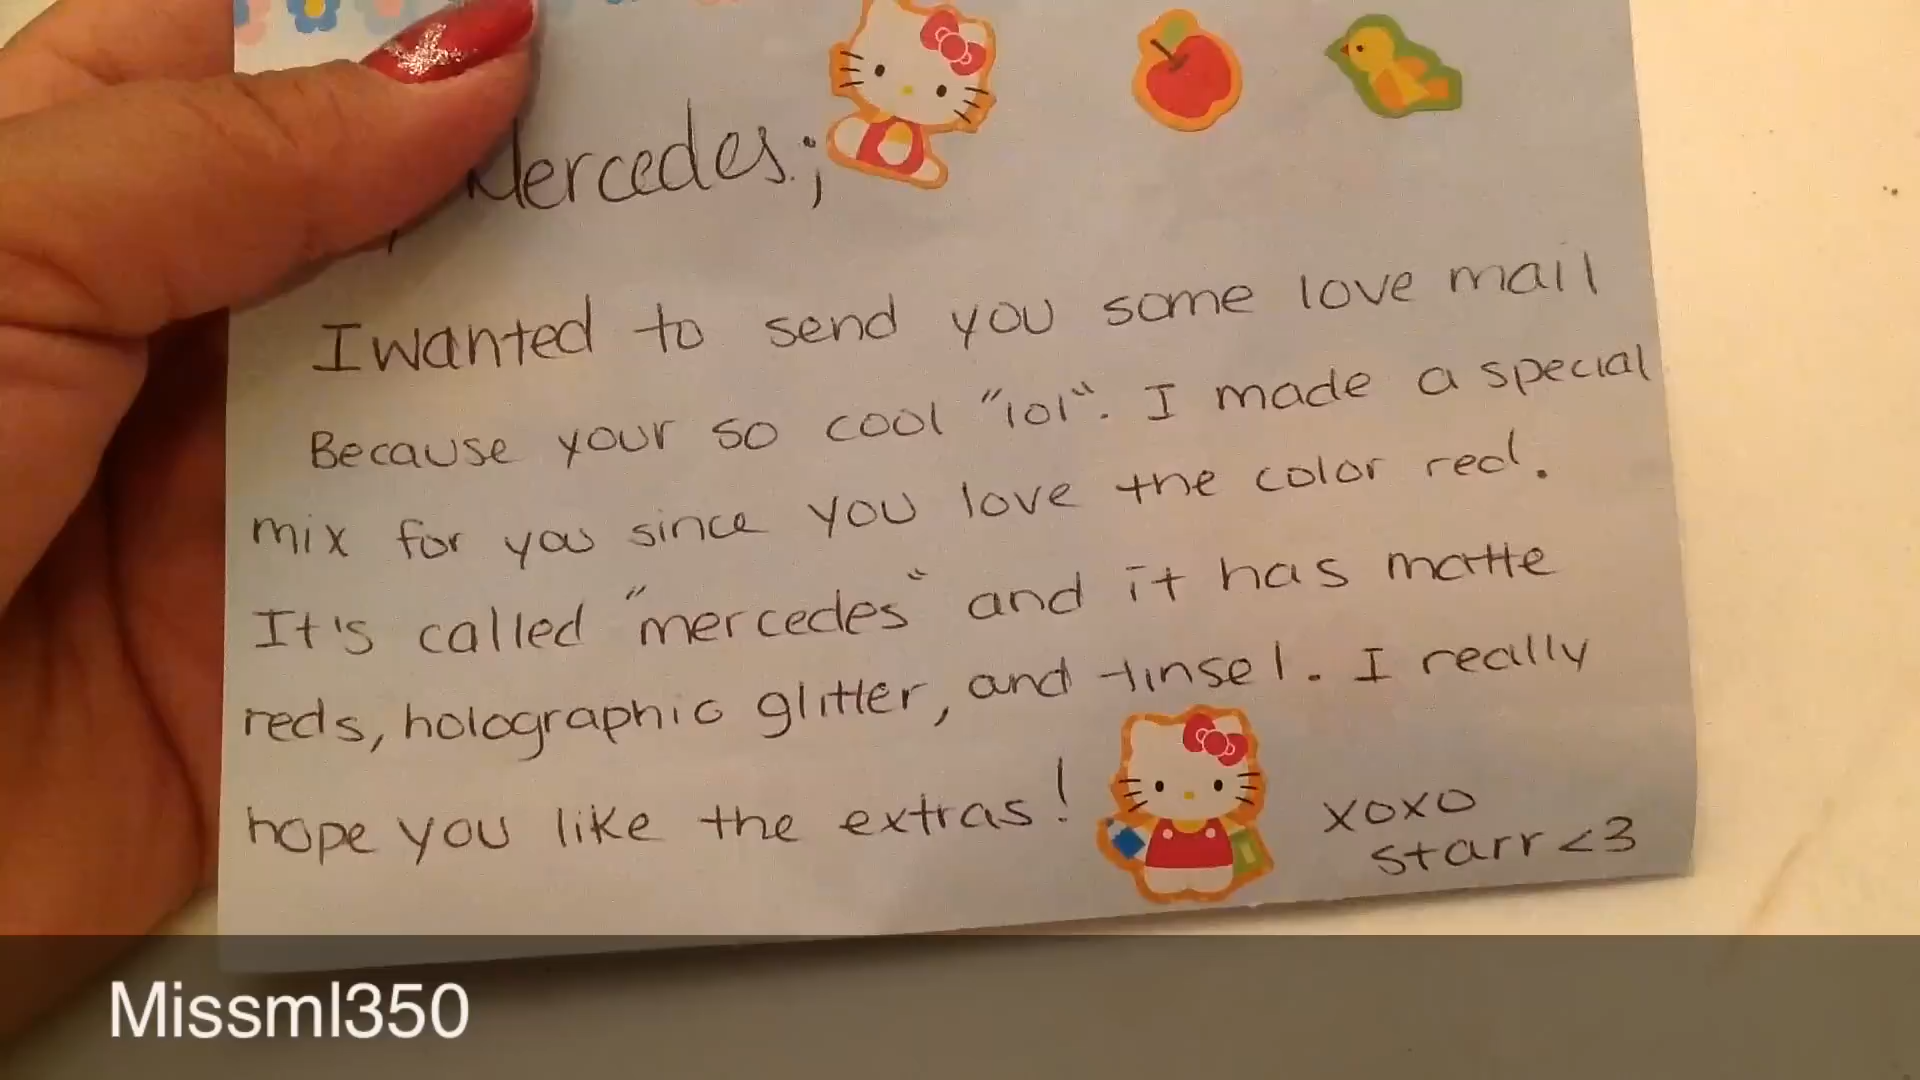 Mercedes;
I wanted to send you some love mail
Because your so cool "lol". I made a special
mix for you since you love the color red.
It's called "mercedes" and it has matte
reds, holographic glitter, and tinsel. I really
hope you like the extras!
xoxo
starr <3
Missml350